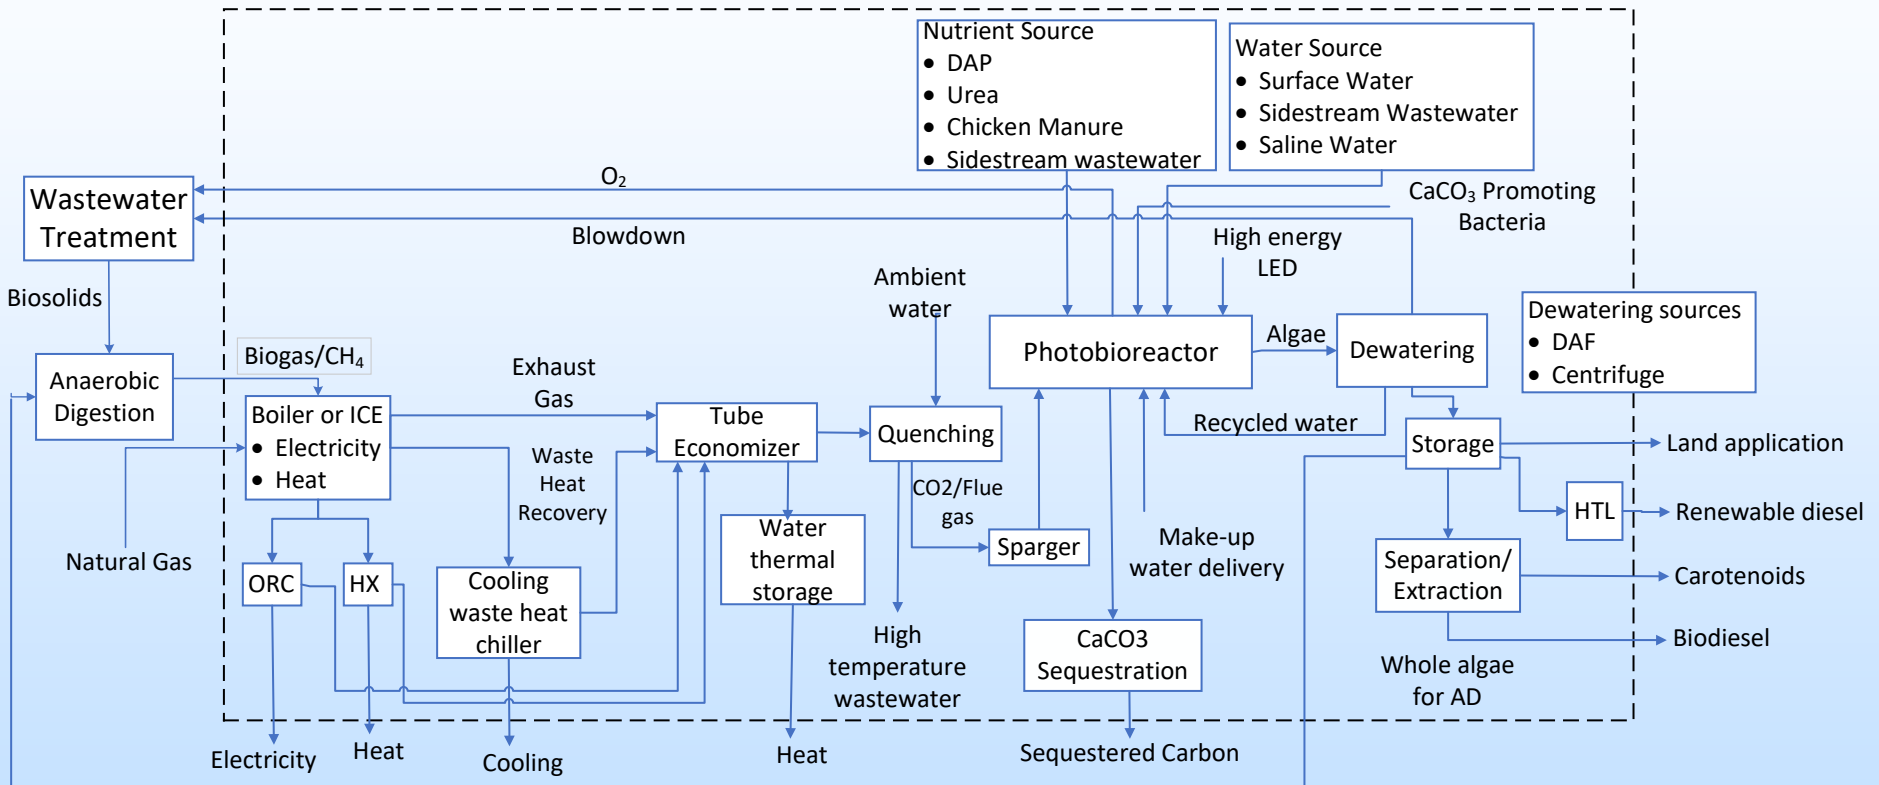 Nutrient Source
• DAP
• Urea
• Chicken Manure
• Sidestream wastewater
Water Source
• Surface Water
• Sidestream Wastewater
• Saline Water
O₂
Wastewater
Treatment
Blowdown
CaCO₃ Promoting
Bacteria
High energy
LED
Ambient
water
Biosolids
Dewatering sources
• DAF
• Centrifuge
Biogas/CH₄
Exhaust
Gas
Photobioreactor
Algae
Dewatering
Anaerobic
Digestion
Boiler or ICE
• Electricity
• Heat
Tube
Economizer
Quenching
Recycled water
Storage
Land application
Waste
Heat
Recovery
CO2/Flue
gas
HTL
Renewable diesel
Natural Gas
Water
thermal
storage
Sparger
Make-up
water delivery
ORC
HX
Cooling
waste heat
chiller
Separation/
Extraction
Carotenoids
High
temperature
wastewater
CaCO3
Sequestration
Biodiesel
Whole algae
for AD
Electricity
Heat
Cooling
Heat
Sequestered Carbon